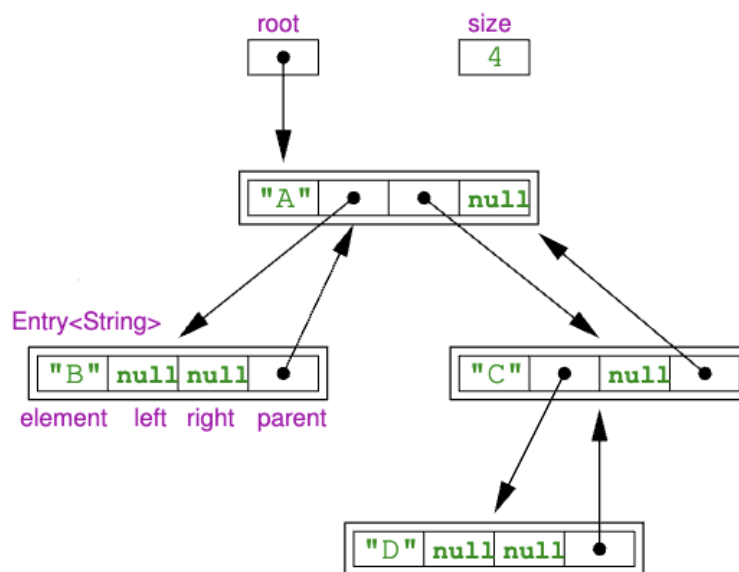 root size
4
"A" null
Entry<String>
"B" null null "C" null
element left right parent
"D" null null